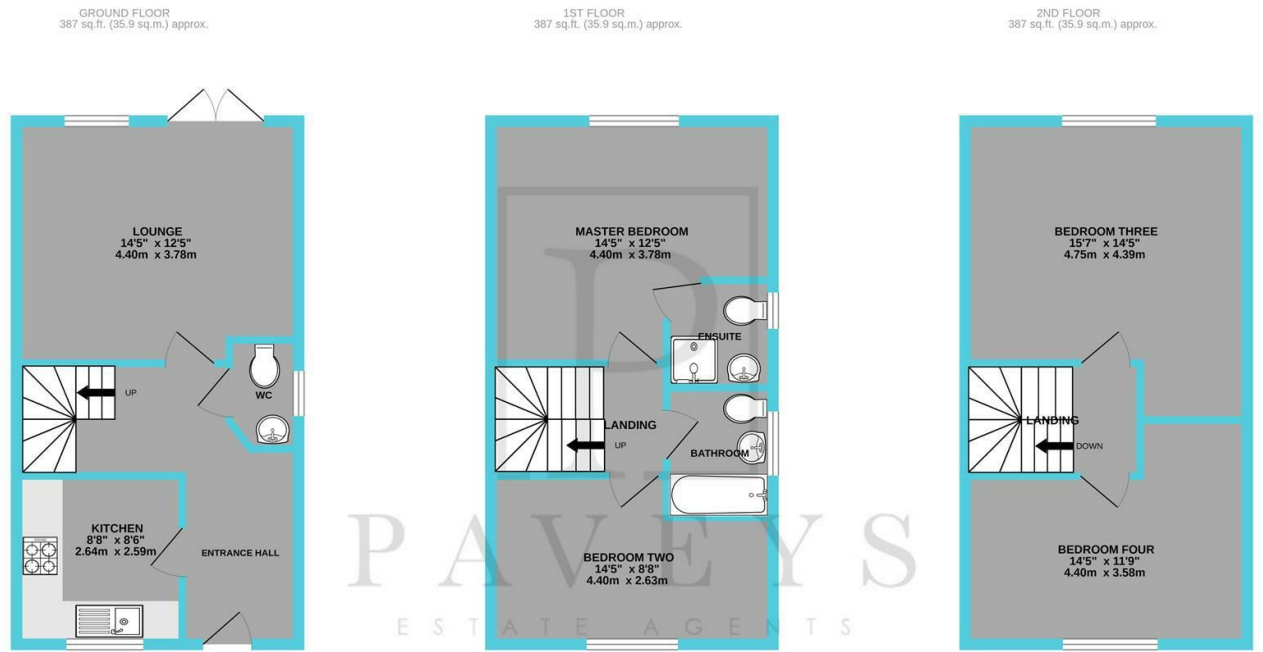 GROUND FLOOR
387 sq.ft. (35.9 sq.m.) approx.
1ST FLOOR
387 sq.ft. (35.9 sq.m.) approx.
2ND FLOOR
387 sq.ft. (35.9 sq.m.) approx.
LOUNGE
14'5" x 12'5"
4.40m x 3.78m
UP
WC
KITCHEN
8'8" x 8'6"
2.64m x 2.59m
ENTRANCE HALL
MASTER BEDROOM
14'5" x 12'5"
4.40m x 3.78m
ENSUITE
LANDING
UP
BATHROOM
BEDROOM TWO
14'5" x 8'8"
4.40m x 2.63m
BEDROOM THREE
15'7" x 14'5"
4.75m x 4.39m
LANDING
DOWN
BEDROOM FOUR
14'5" x 11'9"
4.40m x 3.58m
P
PAVEYS
ESTATE AGENTS